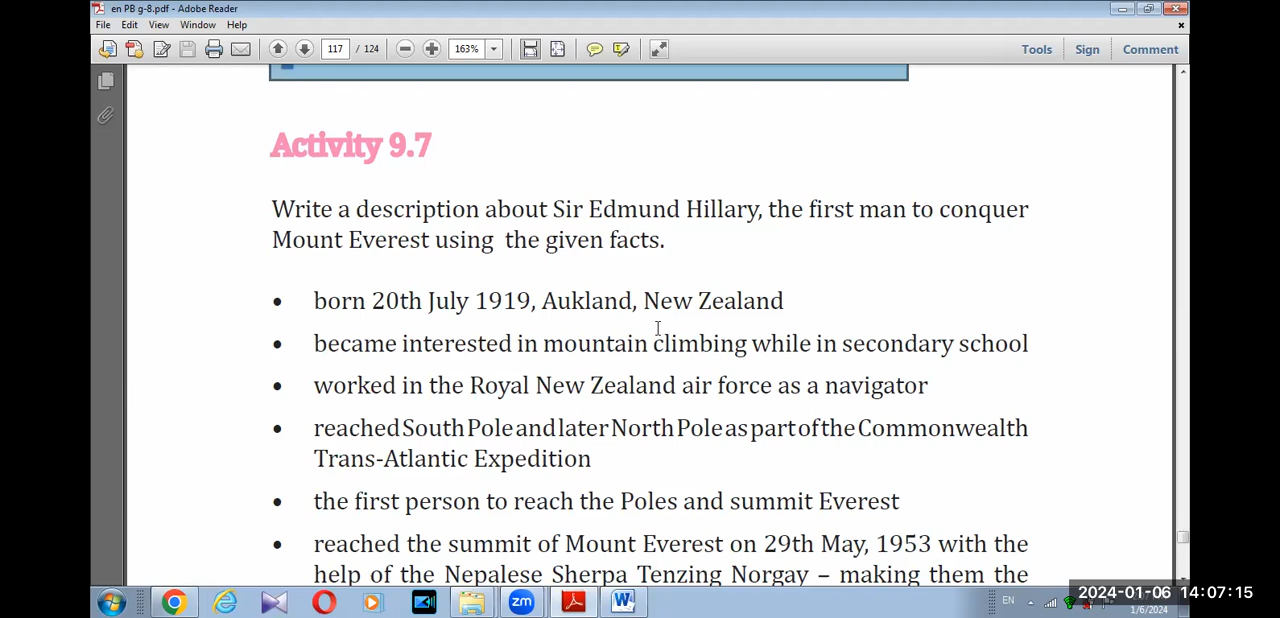 en PB g-8.pdf - Adobe Reader
File Edit View Window Help
117 / 124 163% Tools Sign Comment
Activity 9.7
Write a description about Sir Edmund Hillary, the first man to conquer
Mount Everest using the given facts.
• born 20th July 1919, Aukland, New Zealand
• became interested in mountain climbing while in secondary school
• worked in the Royal New Zealand air force as a navigator
• reached South Pole and later North Pole as part of the Commonwealth
Trans-Atlantic Expedition
• the first person to reach the Poles and summit Everest
• reached the summit of Mount Everest on 29th May, 1953 with the
help of the Nepalese Sherpa Tenzing Norgay – making them the
EN
2024-01-06 14:07:15
1/6/2024